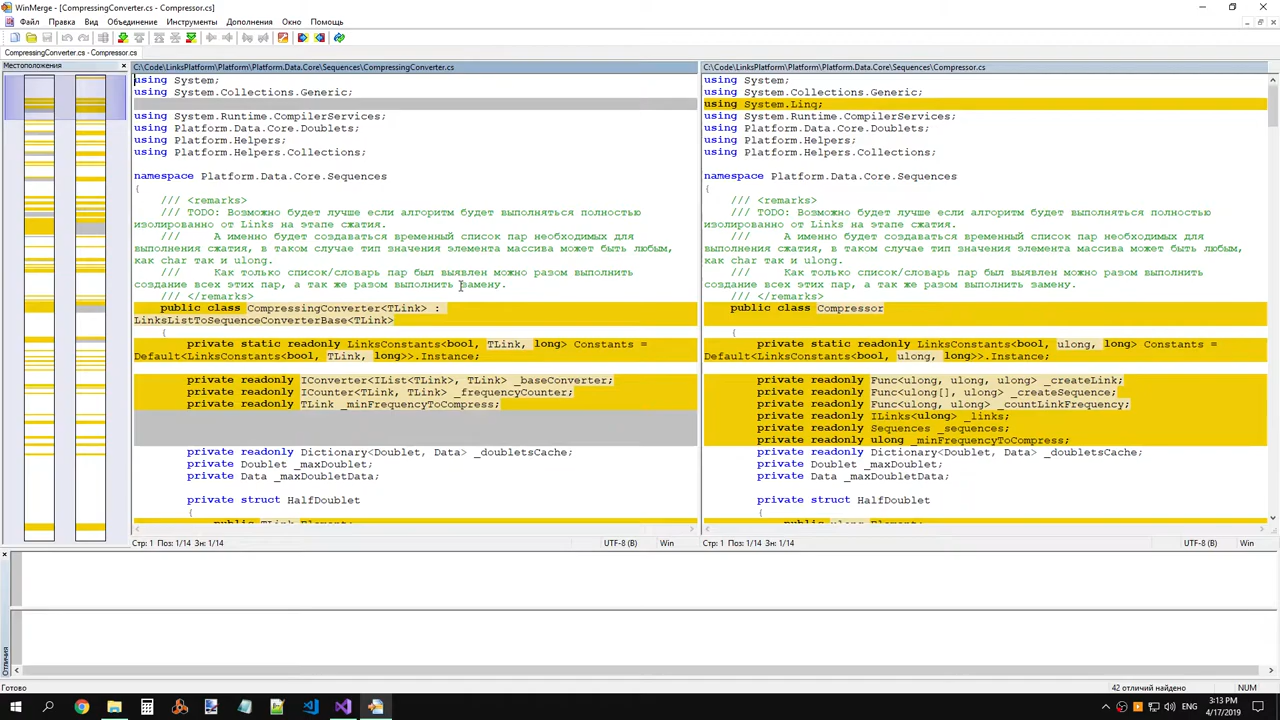 WinMerge - [CompressingConverter.cs - Compressor.cs]
Файл Правка Вид Объединение Инструменты Дополнения Окно Помощь
CompressingConverter.cs - Compressor.cs
Местоположения
C:\Code\LinksPlatform\Platform\Platform.Data.Core\Sequences\CompressingConverter.cs
using System;
using System.Collections.Generic;
using System.Runtime.CompilerServices;
using Platform.Data.Core.Doublets;
using Platform.Helpers;
using Platform.Helpers.Collections;
namespace Platform.Data.Core.Sequences
{
/// <remarks>
/// TODO: Возможно будет лучше если алгоритм будет выполняться полностью
изолированно от Links на этапе сжатия.
/// А именно будет создаваться временный список пар необходимых для
выполнения сжатия, в таком случае тип значения элемента массива может быть любым,
как char так и ulong.
/// Как только список/словарь пар был выявлен можно разом выполнить
создание всех этих пар, а так же разом выполнить замену.
/// </remarks>
public class CompressingConverter<TLink> :
LinksListToSequenceConverterBase<TLink>
{
private static readonly LinksConstants<bool, TLink, long> Constants =
Default<LinksConstants<bool, TLink, long>>.Instance;
private readonly IConverter<IList<TLink>, TLink> _baseConverter;
private readonly ICounter<TLink, TLink> _frequencyCounter;
private readonly TLink _minFrequencyToCompress;
private readonly Dictionary<Doublet, Data> _doubletsCache;
private Doublet _maxDoublet;
private Data _maxDoubletData;
private struct HalfDoublet
{
public TLink Element;
Стр: 1 Поз: 1/14 Зн: 1/14
UTF-8 (B)
Win
C:\Code\LinksPlatform\Platform\Platform.Data.Core\Sequences\Compressor.cs
using System;
using System.Collections.Generic;
using System.Linq;
using System.Runtime.CompilerServices;
using Platform.Data.Core.Doublets;
using Platform.Helpers;
using Platform.Helpers.Collections;
namespace Platform.Data.Core.Sequences
{
/// <remarks>
/// TODO: Возможно будет лучше если алгоритм будет выполняться полностью
изолированно от Links на этапе сжатия.
/// А именно будет создаваться временный список пар необходимых для
выполнения сжатия, в таком случае тип значения элемента массива может быть любым,
как char так и ulong.
/// Как только список/словарь пар был выявлен можно разом выполнить
создание всех этих пар, а так же разом выполнить замену.
/// </remarks>
public class Compressor
{
private static readonly LinksConstants<bool, ulong, long> Constants =
Default<LinksConstants<bool, ulong, long>>.Instance;
private readonly Func<ulong, ulong, ulong> _createLink;
private readonly Func<ulong[], ulong> _createSequence;
private readonly Func<ulong, ulong> _countLinkFrequency;
private readonly ILinks<ulong> _links;
private readonly Sequences _sequences;
private readonly ulong _minFrequencyToCompress;
private readonly Dictionary<Doublet, Data> _doubletsCache;
private Doublet _maxDoublet;
private Data _maxDoubletData;
private struct HalfDoublet
{
public ulong Element;
Стр: 1 Поз: 1/14 Зн: 1/14
UTF-8 (B)
Win
Отличия
Готово
42 отличий найдено
NUM
ENG
3:13 PM
4/17/2019